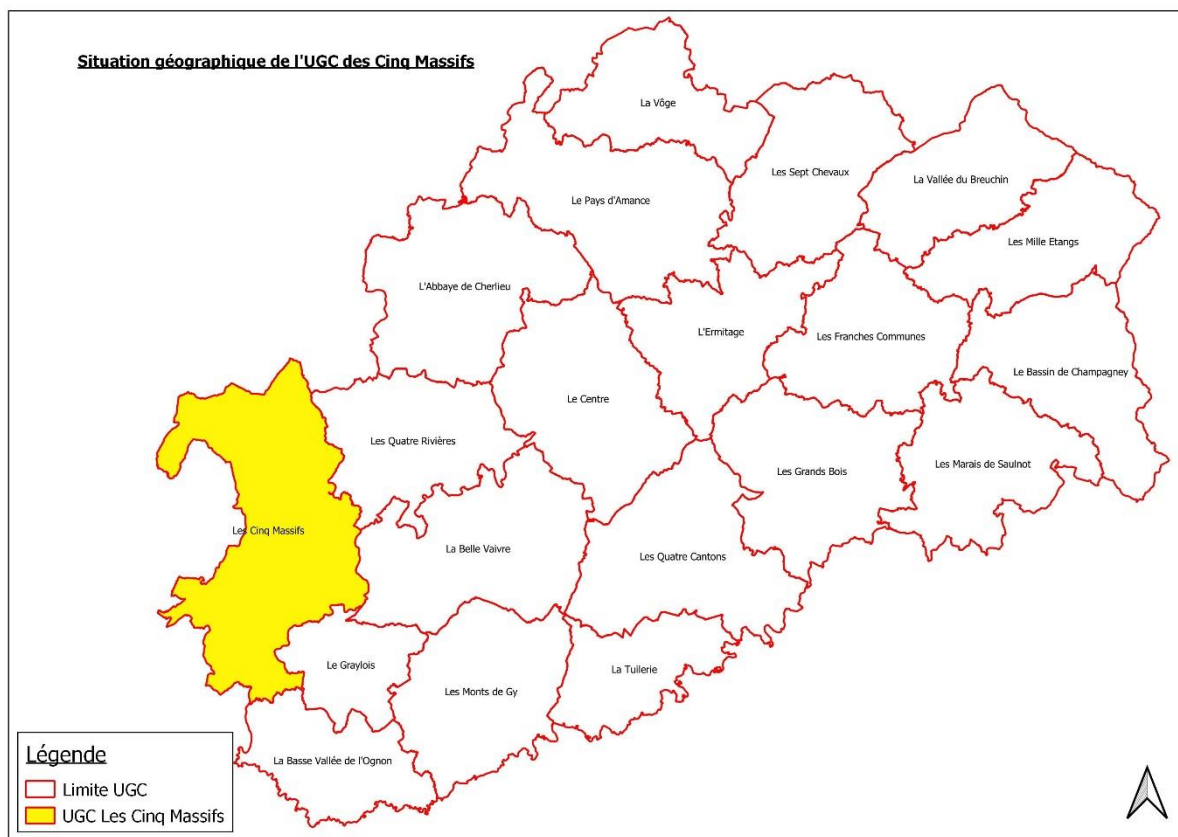 Situation géographique de l'UGC des Cinq Massifs
La Vôge
Les Sept Chevaux
La Vallée du Breuchin
Le Pays d'Amance
Les Mille Etangs
L'Abbaye de Cherlieu
L'Ermitage
Les Franches Communes
Le Bassin de Champagney
Le Centre
Les Quatre Rivières
Les Grands Bois
Les Marais de Saulnot
Les Cinq Massifs
La Belle Vaivre
Les Quatre Cantons
Le Graylois
La Tuilerie
Les Monts de Gy
La Basse Vallée de l'Ognon
Légende
Limite UGC
UGC Les Cinq Massifs